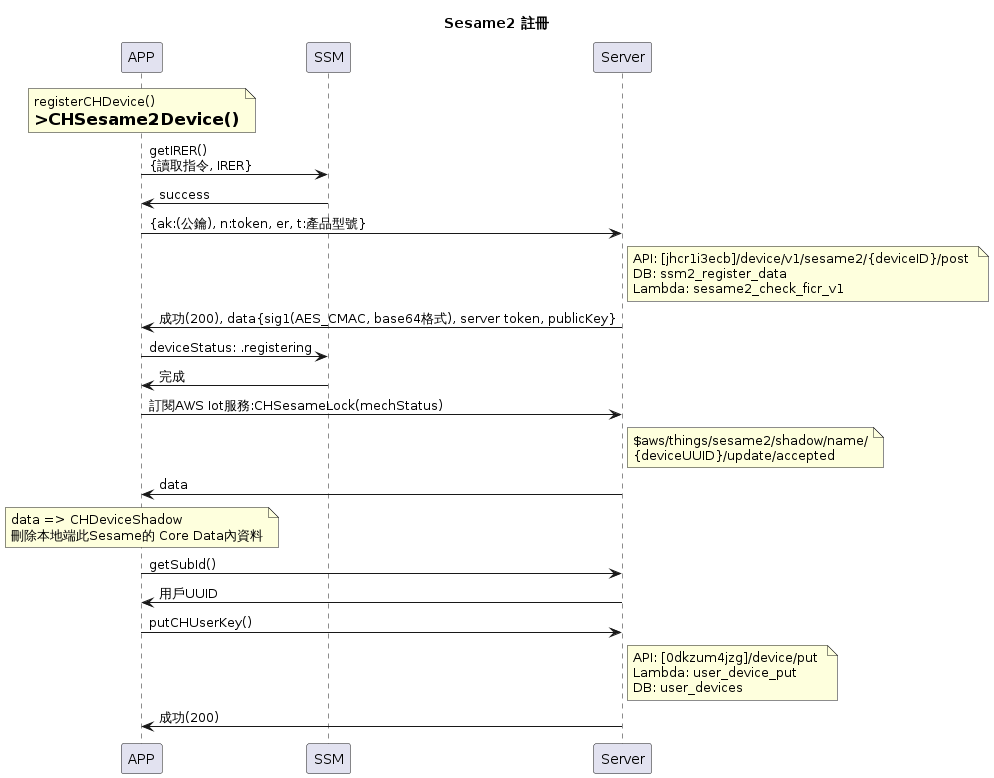 Sesame2 註冊
APP
SSM
Server
registerCHDevice()
>CHSesame2Device()
getIRER()
{讀取指令, IRER}
success
{ak:(公鑰), n:token, er, t:產品型號}
API: [jhcr1i3ecb]/device/v1/sesame2/{deviceID}/post
DB: ssm2_register_data
Lambda: sesame2_check_ficr_v1
成功(200), data{sig1(AES_CMAC, base64格式), server token, publicKey}
deviceStatus: .registering
完成
訂閱AWS Iot服務:CHSesameLock(mechStatus)
$aws/things/sesame2/shadow/name/
{deviceUUID}/update/accepted
data
data => CHDeviceShadow
刪除本地端此Sesame的 Core Data內資料
getSubId()
用戶UUID
putCHUserKey()
API: [0dkzum4jzg]/device/put
Lambda: user_device_put
DB: user_devices
成功(200)
APP
SSM
Server